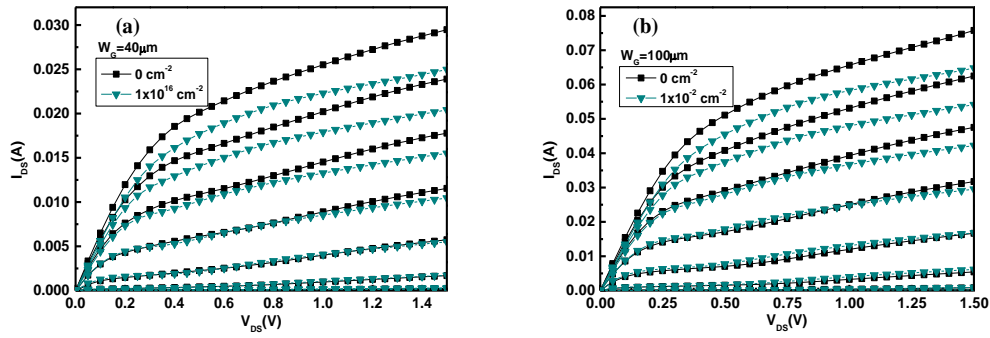 (a)
W_G=40μm
0 cm⁻²
1x10¹⁶ cm⁻²
I_DS(A)
0.030
0.025
0.020
0.015
0.010
0.005
0.000
0.0 0.2 0.4 0.6 0.8 1.0 1.2 1.4
V_DS(V)
(b)
W_G=100μm
0 cm⁻²
1x10⁻² cm⁻²
I_DS(A)
0.08
0.07
0.06
0.05
0.04
0.03
0.02
0.01
0.00
0.00 0.25 0.50 0.75 1.00 1.25 1.50
V_DS(V)